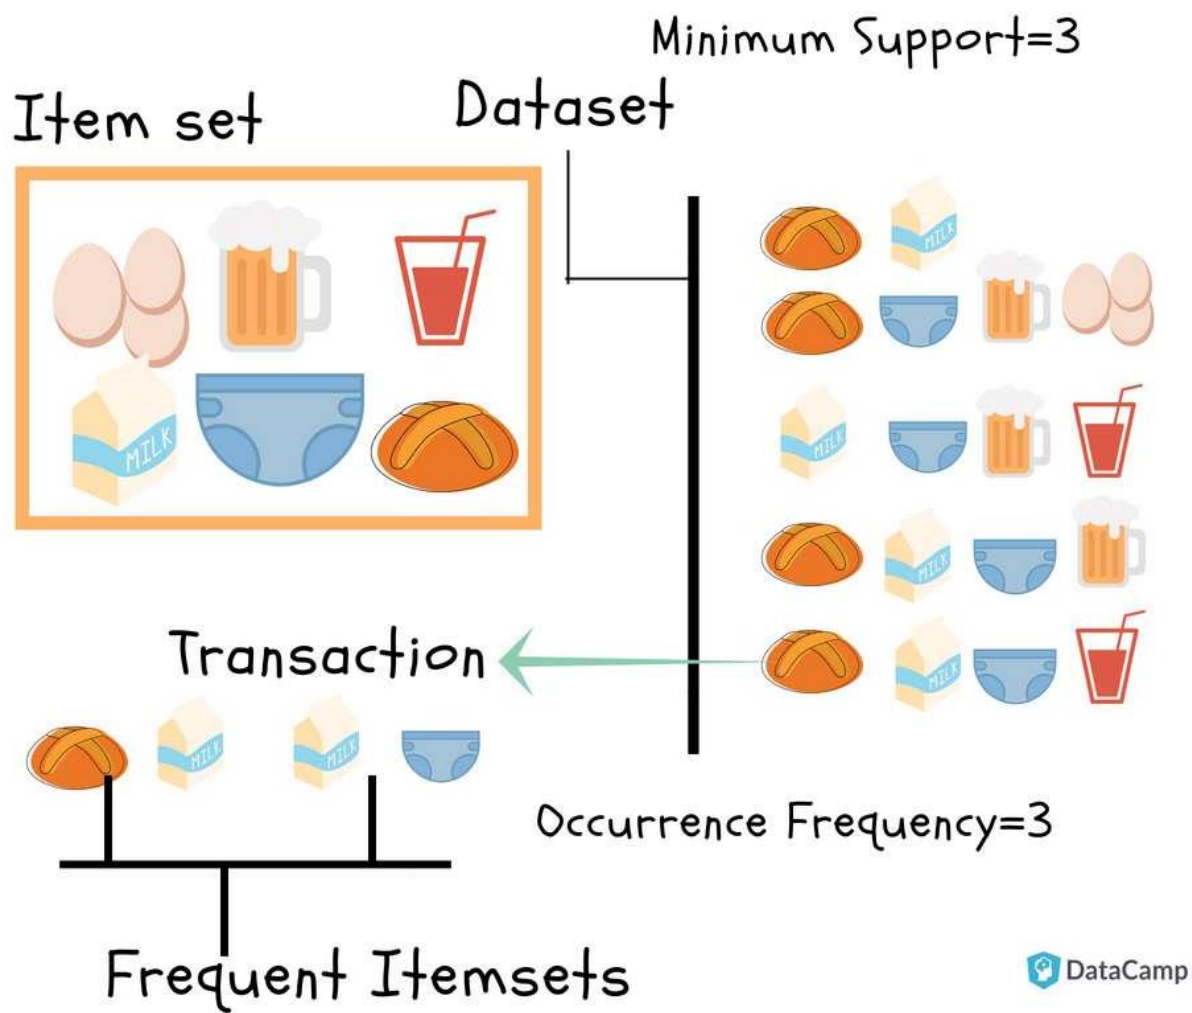 Minimum Support=3
Dataset
Item set
MILK
MILK
MILK
MILK
MILK
Transaction
MILK
MILK
MILK
Occurrence Frequency=3
Frequent Itemsets
DataCamp